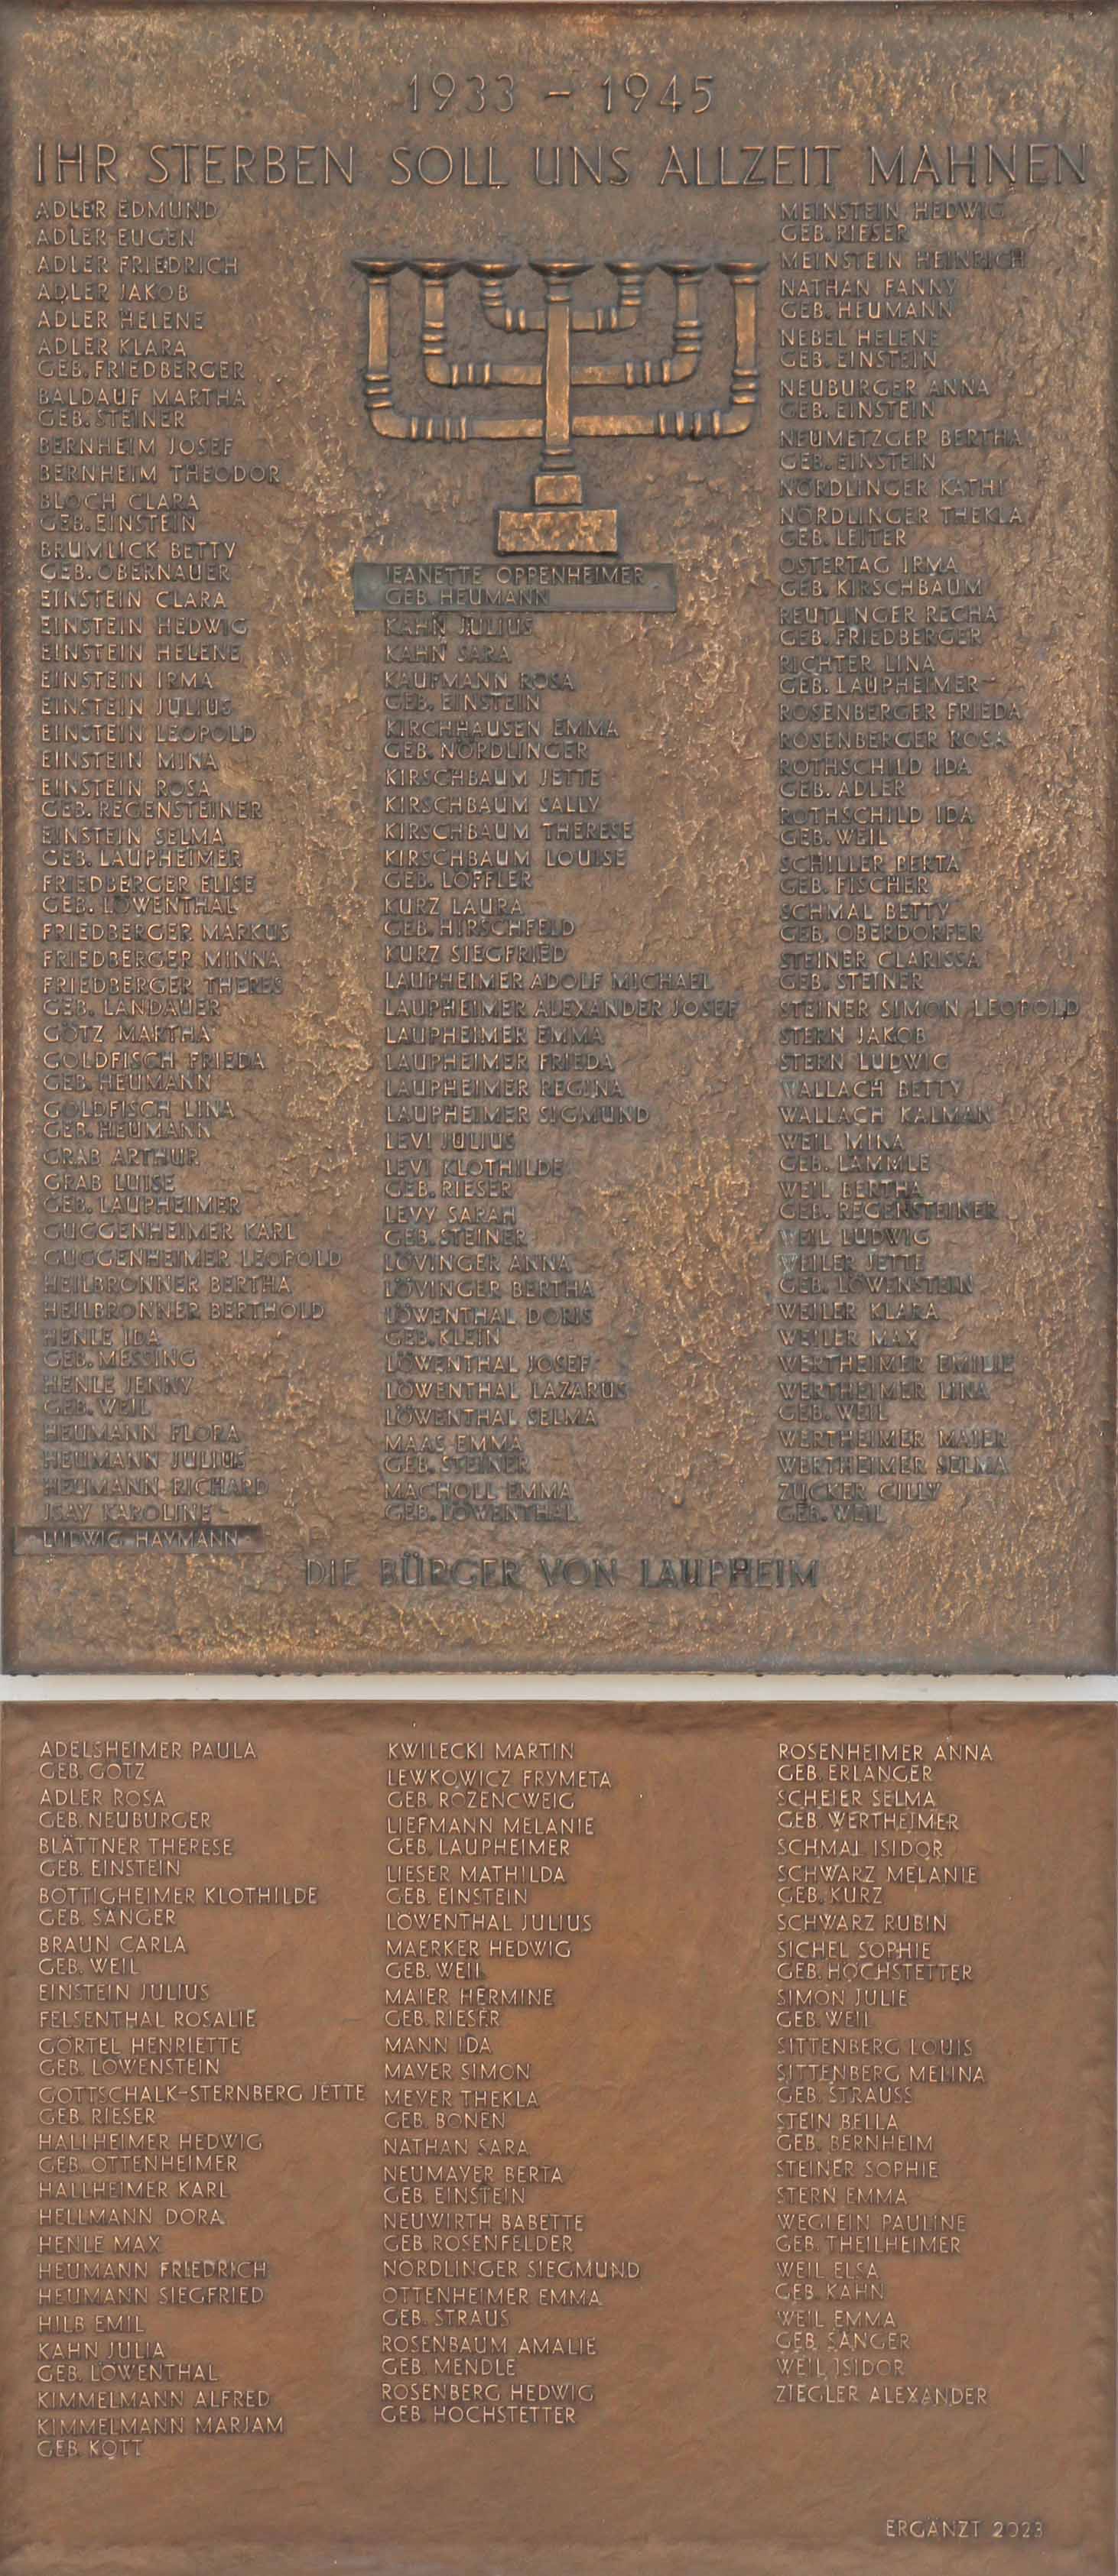 1933 – 1945
IHR STERBEN SOLL UNS ALLZEIT MAHNEN
ADLER EDMUND
ADLER EUGEN
ADLER FRIEDRICH
ADLER JAKOB
ADLER HELENE
ADLER KLARA
GEB. FRIEDBERGER
BALDAUF MARTHA
GEB. STEINER
BERNHEIM JOSEF
BERNHEIM THEODOR
BLOCH CLARA
GEB. EINSTEIN
BRUMLICK BETTY
GEB. OBERNAUER
EINSTEIN CLARA
EINSTEIN HEDWIG
EINSTEIN HELENE
EINSTEIN IRMA
EINSTEIN JULIUS
EINSTEIN LEOPOLD
EINSTEIN MINA
EINSTEIN ROSA
GEB. REGENSTEINER
EINSTEIN SELMA
GEB. LAUPHEIMER
FRIEDBERGER ELISE
GEB. LÖWENTHAL
FRIEDBERGER MARKUS
FRIEDBERGER MINNA
FRIEDBERGER THERES
GEB. LANDAUER
GÖTZ MARTHA
GOLDFISCH FRIEDA
GEB. HEUMANN
GOLDFISCH LINA
GEB. HEUMANN
GRAB ARTHUR
GRAB LUISE
GEB. LAUPHEIMER
GUGGENHEIMER KARL
GUGGENHEIMER LEOPOLD
HEILBRONNER BERTHA
HEILBRONNER BERTHOLD
HENLE IDA
GEB. MESSING
HENLE JENNY
GEB. WEIL
HEUMANN FLORA
HEUMANN JULIUS
HEUMANN RICHARD
ISAY KAROLINE
LUDWIG HAYMANN
JEANETTE OPPENHEIMER
GEB. HEUMANN
KAHN JULIUS
KAHN SARA
KAUFMANN ROSA
GEB. EINSTEIN
KIRCHHAUSEN EMMA
GEB. NÖRDLINGER
KIRSCHBAUM JETTE
KIRSCHBAUM SALLY
KIRSCHBAUM THERESE
KIRSCHBAUM LOUISE
GEB. LÖFFLER
KURZ LAURA
GEB. HIRSCHFELD
KURZ SIEGFRIED
LAUPHEIMER ADOLF MICHAEL
LAUPHEIMER ALEXANDER JOSEF
LAUPHEIMER EMMA
LAUPHEIMER FRIEDA
LAUPHEIMER REGINA
LAUPHEIMER SIGMUND
LEVI JULIUS
LEVI KLOTHILDE
GEB. RIESER
LEVY SARAH
GEB. STEINER
LÖVINGER ANNA
LÖVINGER BERTHA
LÖWENTHAL DORIS
GEB. KLEIN
LÖWENTHAL JOSEF
LÖWENTHAL LAZARUS
LÖWENTHAL SELMA
MAAS EMMA
GEB. STEINER
MACHOLL EMMA
GEB. LÖWENTHAL
MEINSTEIN HEDWIG
GEB. RIESER
MEINSTEIN HEINRICH
NATHAN FANNY
GEB. HEUMANN
NEBEL HELENE
GEB. EINSTEIN
NEUBURGER ANNA
GEB. EINSTEIN
NEUMETZGER BERTHA
GEB. EINSTEIN
NÖRDLINGER KÄTHI
NÖRDLINGER THEKLA
GEB. LEITER
OSTERTAG IRMA
GEB. KIRSCHBAUM
REUTLINGER RECHA
GEB. FRIEDBERGER
RICHTER LINA
GEB. LAUPHEIMER
ROSENBERGER FRIEDA
ROSENBERGER ROSA
ROTHSCHILD IDA
GEB. ADLER
ROTHSCHILD IDA
GEB. WEIL
SCHILLER BERTA
GEB. FISCHER
SCHMAL BETTY
GEB. OBERDORFER
STEINER CLARISSA
GEB. STEINER
STEINER SIMON LEOPOLD
STERN JAKOB
STERN LUDWIG
WALLACH BETTY
WALLACH KALMAN
WEIL MINA
GEB. LÄMMLE
WEIL BERTHA
GEB. REGENSTEINER
WEIL LUDWIG
WEILER JETTE
GEB. LÖWENSTEIN
WEILER KLARA
WEILER MAX
WERTHEIMER EMILIE
WERTHEIMER LINA
GEB. WEIL
WERTHEIMER MAIER
WERTHEIMER SELMA
ZUCKER CILLY
GEB. WEIL
DIE BÜRGER VON LAUPHEIM
ADELSHEIMER PAULA
GEB. GÖTZ
ADLER ROSA
GEB. NEUBURGER
BLÄTTNER THERESE
GEB. EINSTEIN
BOTTIGHEIMER KLOTHILDE
GEB. SÄNGER
BRAUN CARLA
GEB. WEIL
EINSTEIN JULIUS
FELSENTHAL ROSALIE
GÖRTEL HENRIETTE
GEB. LÖWENSTEIN
GOTTSCHALK-STERNBERG JETTE
GEB. RIESER
HALLHEIMER HEDWIG
GEB. OTTENHEIMER
HALLHEIMER KARL
HELLMANN DORA
HENLE MAX
HEUMANN FRIEDRICH
HEUMANN SIEGFRIED
HILB EMIL
KAHN JULIA
GEB. LÖWENTHAL
KIMMELMANN ALFRED
KIMMELMANN MARJAM
GEB. KOTT
KWILECKI MARTIN
LEWKOWICZ FRYMETA
GEB. ROZENCWEIG
LIEFMANN MELANIE
GEB. LAUPHEIMER
LIESER MATHILDA
GEB. EINSTEIN
LÖWENTHAL JULIUS
MAERKER HEDWIG
GEB. WEIL
MAIER HERMINE
GEB. RIESER
MANN IDA
MAYER SIMON
MEYER THEKLA
GEB. BONEN
NATHAN SARA
NEUMAYER BERTA
GEB. EINSTEIN
NEUWIRTH BABETTE
GEB. ROSENFELDER
NÖRDLINGER SIEGMUND
OTTENHEIMER EMMA
GEB. STRAUS
ROSENBAUM AMALIE
GEB. MENDLE
ROSENBERG HEDWIG
GEB. HOCHSTETTER
ROSENHEIMER ANNA
GEB. ERLANGER
SCHEIER SELMA
GEB. WERTHEIMER
SCHMAL ISIDOR
SCHWARZ MELANIE
GEB. KURZ
SCHWARZ RUBIN
SICHEL SOPHIE
GEB. HOCHSTETTER
SIMON JULIE
GEB. WEIL
SITTENBERG LOUIS
SITTENBERG MELINA
GEB. STRAUSS
STEIN BELLA
GEB. BERNHEIM
STEINER SOPHIE
STERN EMMA
WEGLEIN PAULINE
GEB. THEILHEIMER
WEIL ELSA
GEB. KAHN
WEIL EMMA
GEB. SÄNGER
WEIL ISIDOR
ZIEGLER ALEXANDER
ERGÄNZT 2023